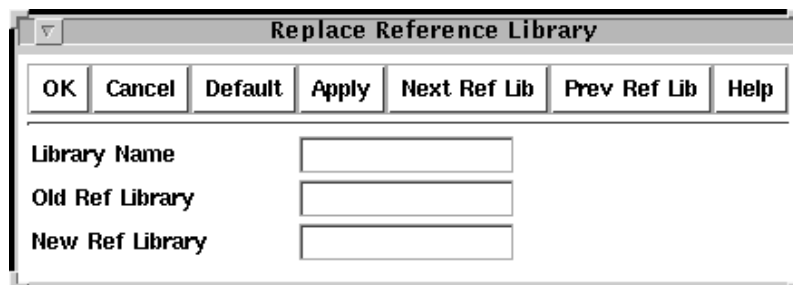 Replace Reference Library
OK Cancel Default Apply Next Ref Lib Prev Ref Lib Help
Library Name
Old Ref Library
New Ref Library